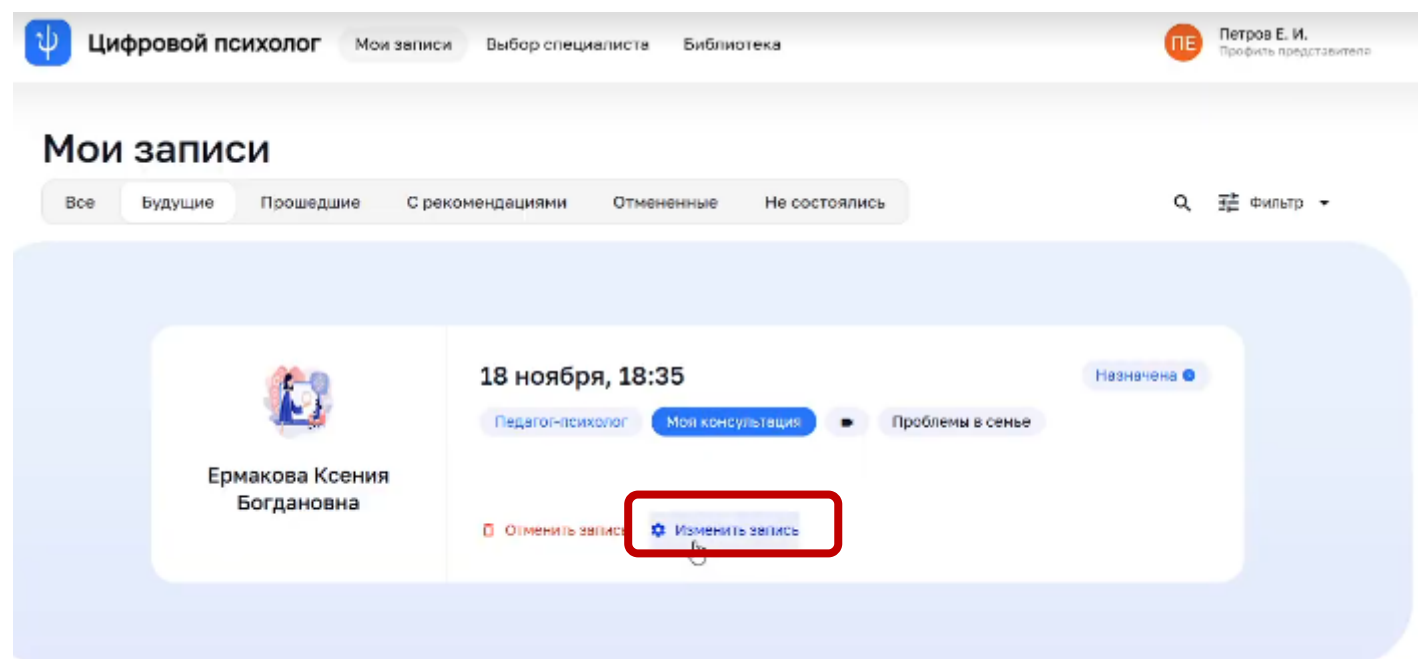 Цифровой психолог Мои записи Выбор специалиста Библиотека
ПЕ Петров Е. И.
Профиль представителя
Мои записи
Все Будущие Прошедшие С рекомендациями Отмененные Не состоялись Фильтр
18 ноября, 18:35 Назначена
Педагог-психолог Моя консультация Проблемы в семье
Ермакова Ксения
Богдановна
Отменить запись Изменить запись